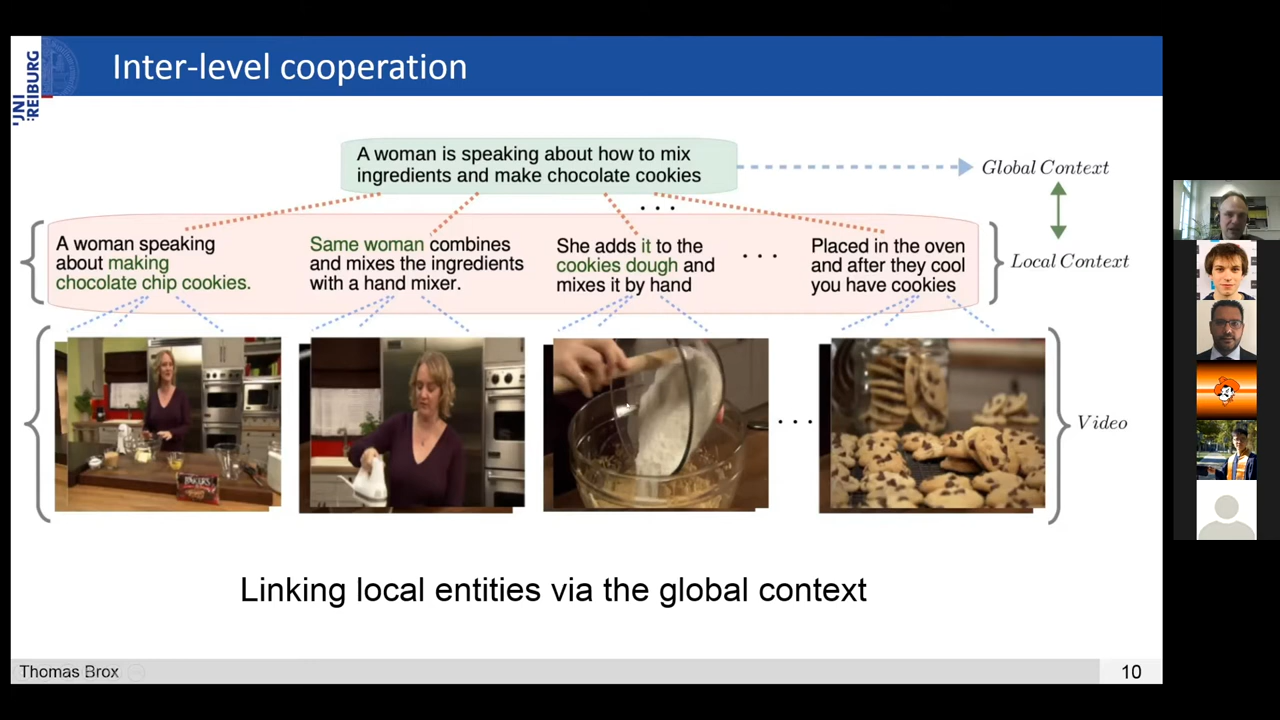 UNI
FREIBURG
Inter-level cooperation
A woman is speaking about how to mix
ingredients and make chocolate cookies
Global Context
. . .
A woman speaking
about making
chocolate chip cookies.
Same woman combines
and mixes the ingredients
with a hand mixer.
She adds it to the
cookies dough and
mixes it by hand
. . .
Placed in the oven
and after they cool
you have cookies
Local Context
. . .
Video
Linking local entities via the global context
Thomas Brox
10